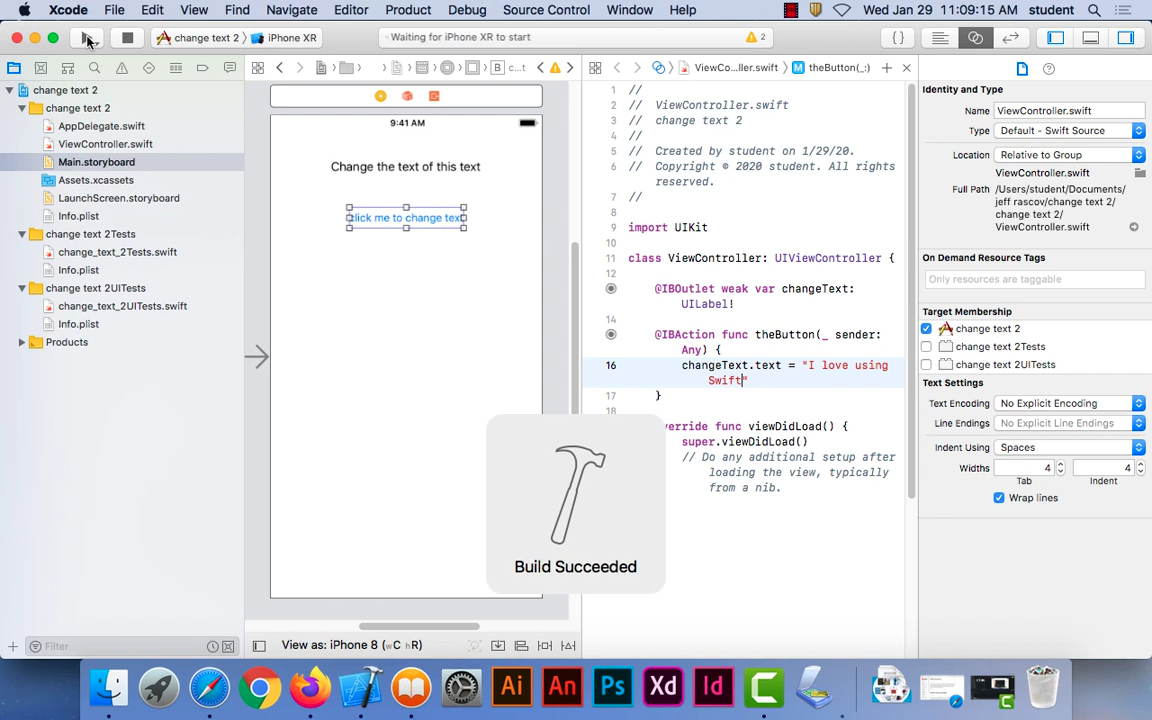 Xcode File Edit View Find Navigate Editor Product Debug Source Control Window Help Wed Jan 29 11:09:15 AM student
change text 2 iPhone XR Waiting for iPhone XR to start 2
c...t ViewCo...ller.swift theButton(_:)
change text 2
change text 2
AppDelegate.swift
ViewController.swift
Main.storyboard
Assets.xcassets
LaunchScreen.storyboard
Info.plist
change text 2Tests
change_text_2Tests.swift
Info.plist
change text 2UITests
change_text_2UITests.swift
Info.plist
Products
Filter
9:41 AM
Change the text of this text
click me to change text
View as: iPhone 8 (wC hR)
1 //
2 // ViewController.swift
3 // change text 2
4 //
5 // Created by student on 1/29/20.
6 // Copyright © 2020 student. All rights
reserved.
7 //
8
9 import UIKit
10
11 class ViewController: UIViewController {
12
@IBOutlet weak var changeText:
UILabel!
14
@IBAction func theButton(_ sender:
Any) {
16 changeText.text = "I love using
Swift"
17 }
18
override func viewDidLoad() {
super.viewDidLoad()
// Do any additional setup after
loading the view, typically
from a nib.
Build Succeeded
Identity and Type
Name ViewController.swift
Type Default - Swift Source
Location Relative to Group
ViewController.swift
Full Path /Users/student/Documents/
jeff rascov/change text 2/
change text 2/
ViewController.swift
On Demand Resource Tags
Only resources are taggable
Target Membership
change text 2
change text 2Tests
change text 2UITests
Text Settings
Text Encoding No Explicit Encoding
Line Endings No Explicit Line Endings
Indent Using Spaces
Widths 4 4
Tab Indent
Wrap lines
Ai An Ps Xd Id C